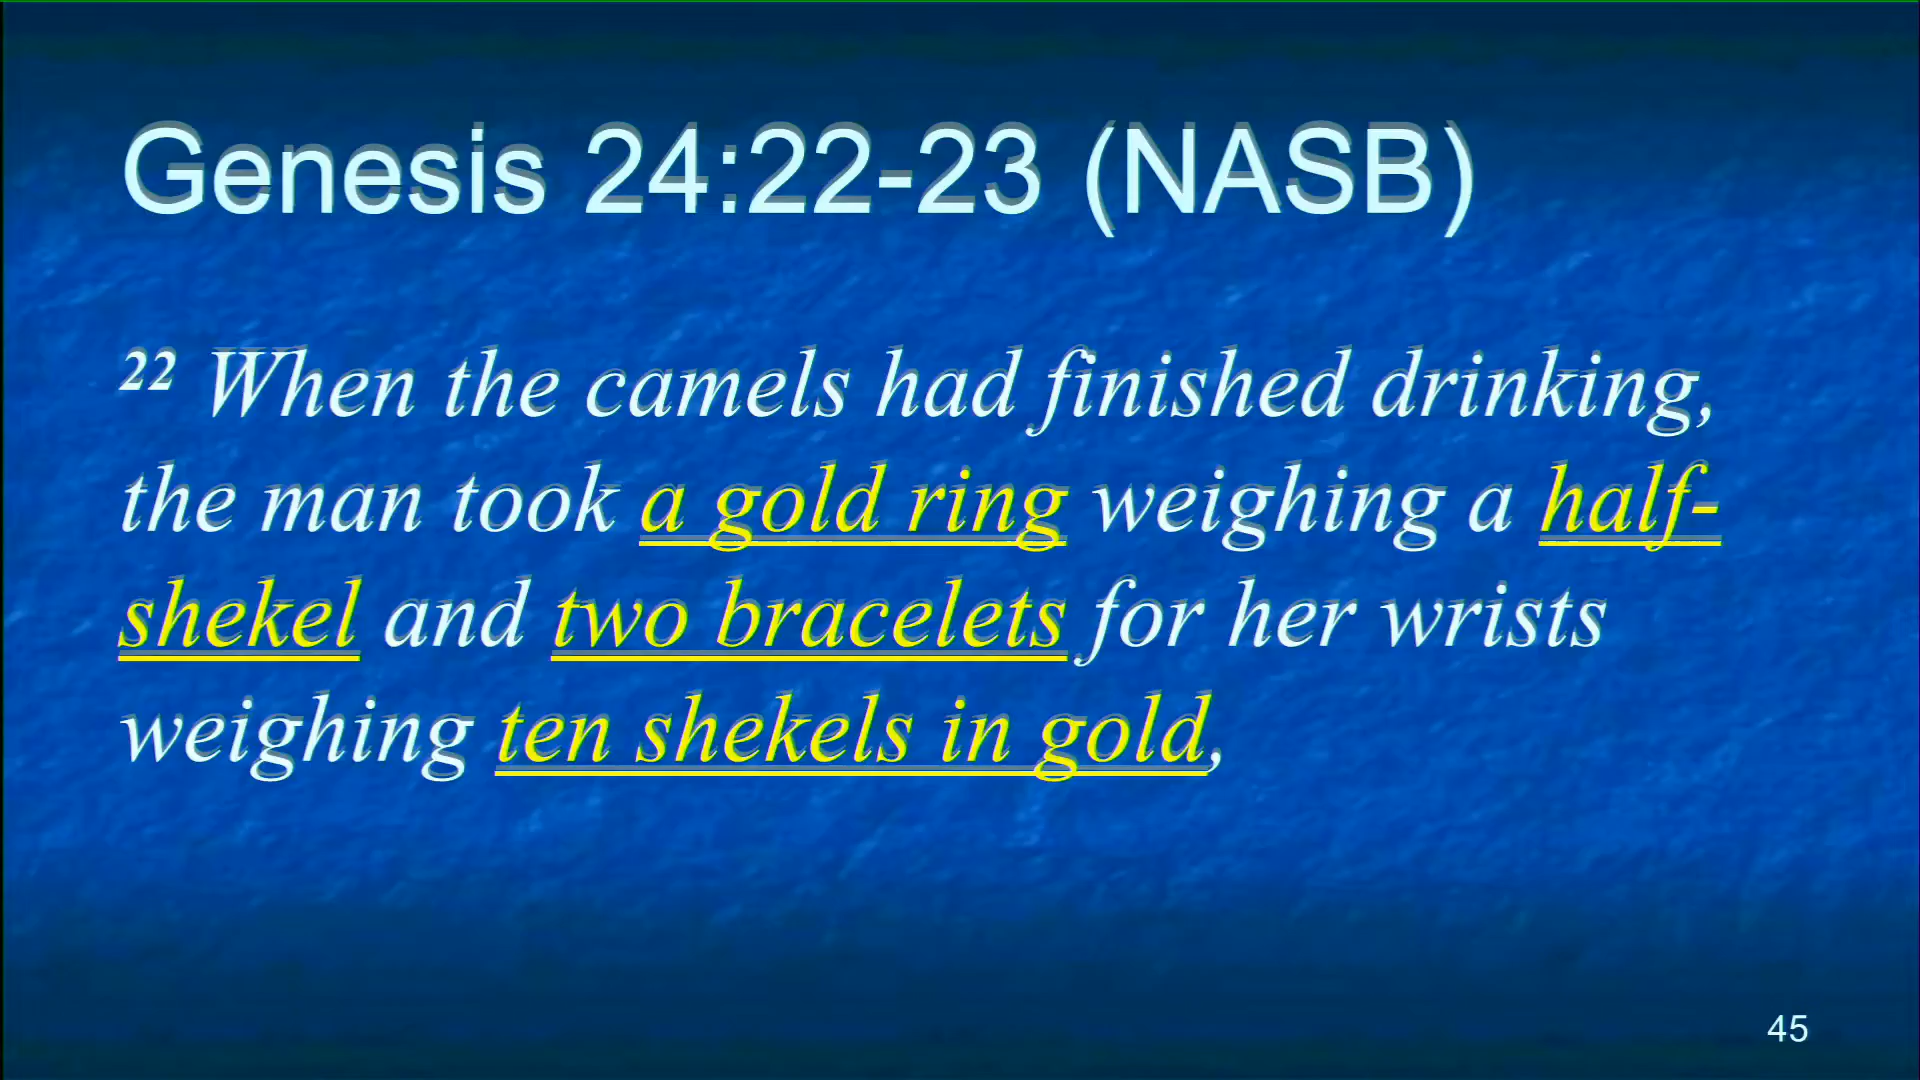 Genesis 24:22-23 (NASB)
22 When the camels had finished drinking,
the man took a gold ring weighing a half-
shekel and two bracelets for her wrists
weighing ten shekels in gold,
45